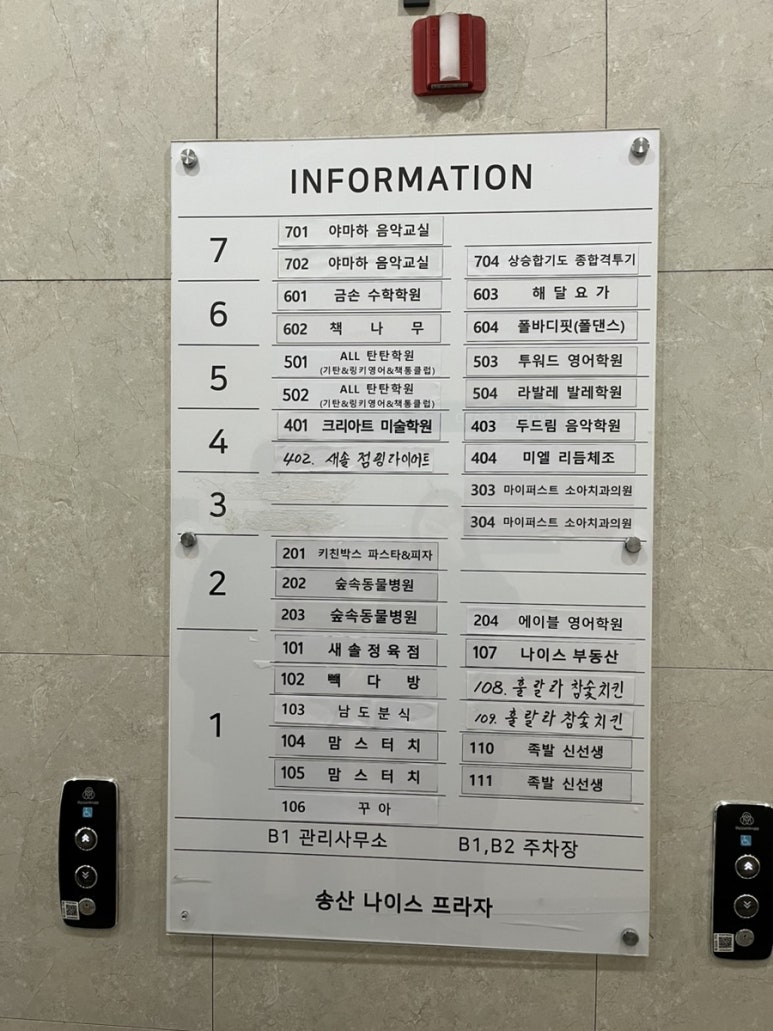 INFORMATION
7
701 야마하 음악교실
702 야마하 음악교실
704 상승합기도 종합격투기
6
601 금손 수학학원
603 해달요가
602 책 나 무
604 폴바디핏(폴댄스)
5
501 ALL 탄탄학원
(기탄&링키영어&책통클럽)
503 투워드 영어학원
502 ALL 탄탄학원
(기탄&링키영어&책통클럽)
504 라발레 발레학원
4
401 크리아트 미술학원
403 두드림 음악학원
402. 새솔 점핑다이어트
404 미엘 리듬체조
3
303 마이퍼스트 소아치과의원
304 마이퍼스트 소아치과의원
2
201 키친박스 파스타&피자
202 숲속동물병원
203 숲속동물병원
204 에이블 영어학원
1
101 새솔정육점
107 나이스 부동산
102 빽 다 방
108. 훌랄라 참숯치킨
103 남도분식
109. 훌랄라 참숯치킨
104 맘스터치
110 족발 신선생
105 맘스터치
111 족발 신선생
106 꾸아
B1 관리사무소
B1,B2 주차장
송산 나이스 프라자